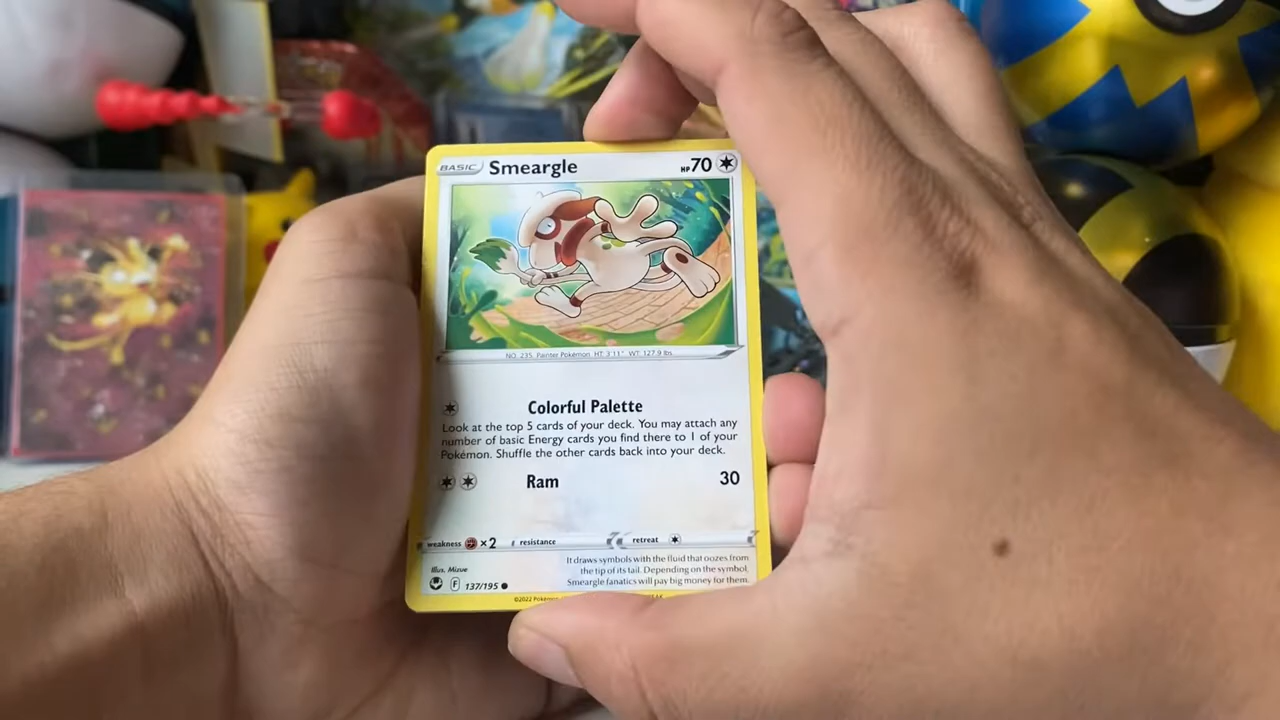 BASIC Smeargle HP 70
NO. 235 Painter Pokémon HT: 3'11" WT: 127.9 lbs.
Colorful Palette
Look at the top 5 cards of your deck. You may attach any
number of basic Energy cards you find there to 1 of your
Pokémon. Shuffle the other cards back into your deck.
Ram 30
weakness ×2 resistance retreat
It draws symbols with the fluid that oozes from
the tip of its tail. Depending on the symbol,
Smeargle fanatics will pay big money for them.
Illus. Mizue
F 137/195
©2022 Pokémon